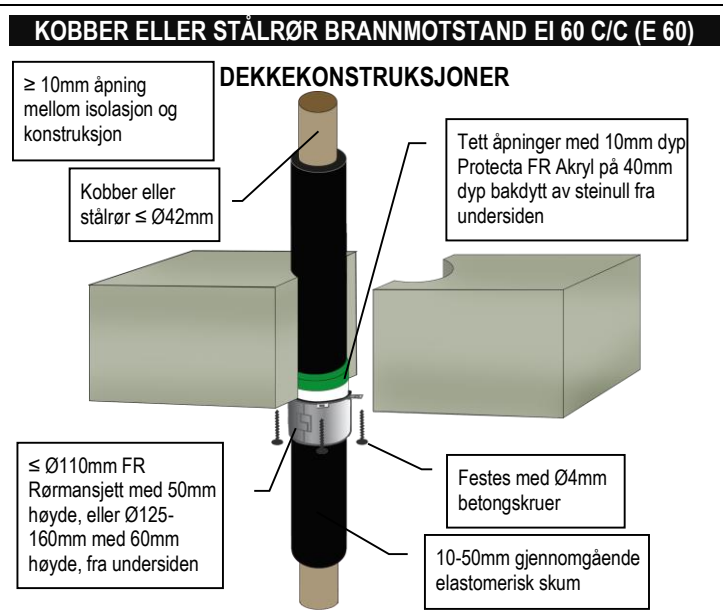 KOBBER ELLER STÅLRØR BRANNMOTSTAND EI 60 C/C (E 60)
DEKKEKONSTRUKSJONER
≥ 10mm åpning
mellom isolasjon og
konstruksjon
Kobber eller
stålrør ≤ Ø42mm
Tett åpninger med 10mm dyp
Protecta FR Akryl på 40mm
dyp bakdytt av steinull fra
undersiden
≤ Ø110mm FR
Rørmansjett med 50mm
høyde, eller Ø125-
160mm med 60mm
høyde, fra undersiden
Festes med Ø4mm
betongskruer
10-50mm gjennomgående
elastomerisk skum